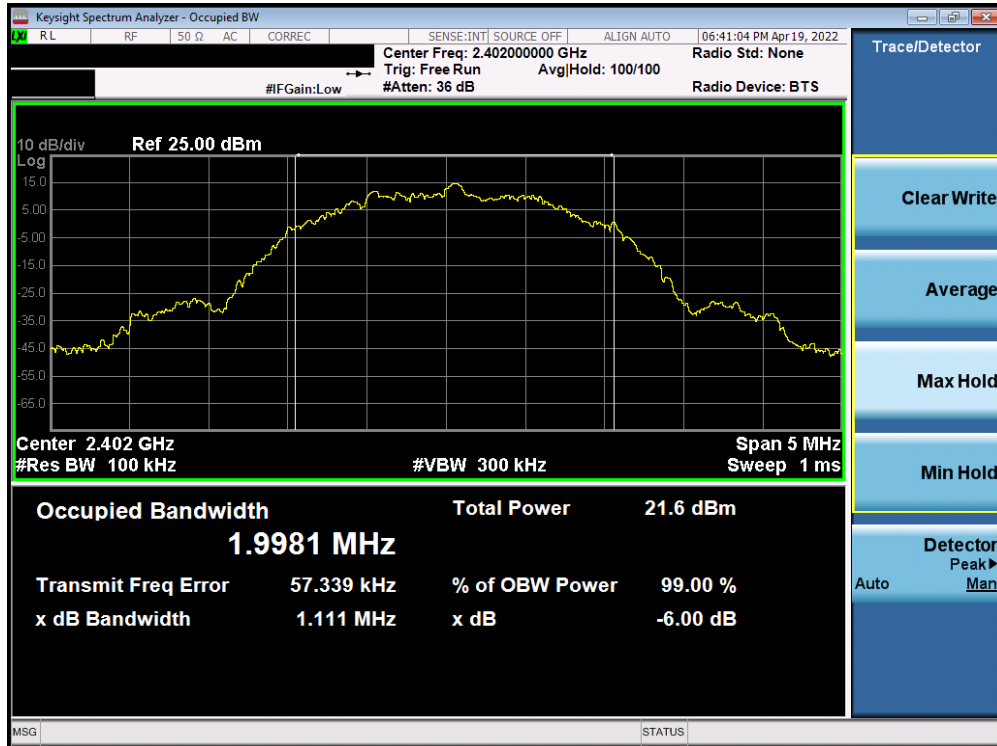 Keysight Spectrum Analyzer - Occupied BW
LXI RL RF 50 Ω AC CORREC SENSE:INT SOURCE OFF ALIGN AUTO 06:41:04 PM Apr 19, 2022
Center Freq: 2.402000000 GHz Radio Std: None
Trig: Free Run Avg|Hold: 100/100
#IFGain:Low #Atten: 36 dB Radio Device: BTS
10 dB/div Ref 25.00 dBm
Log
15.0
5.00
-5.00
-15.0
-25.0
-35.0
-45.0
-55.0
-65.0
Center 2.402 GHz Span 5 MHz
#Res BW 100 kHz #VBW 300 kHz Sweep 1 ms
Occupied Bandwidth Total Power 21.6 dBm
1.9981 MHz
Transmit Freq Error 57.339 kHz % of OBW Power 99.00 %
x dB Bandwidth 1.111 MHz x dB -6.00 dB
MSG STATUS
Trace/Detector
Clear Write
Average
Max Hold
Min Hold
Detector
Peak▶
Auto Man